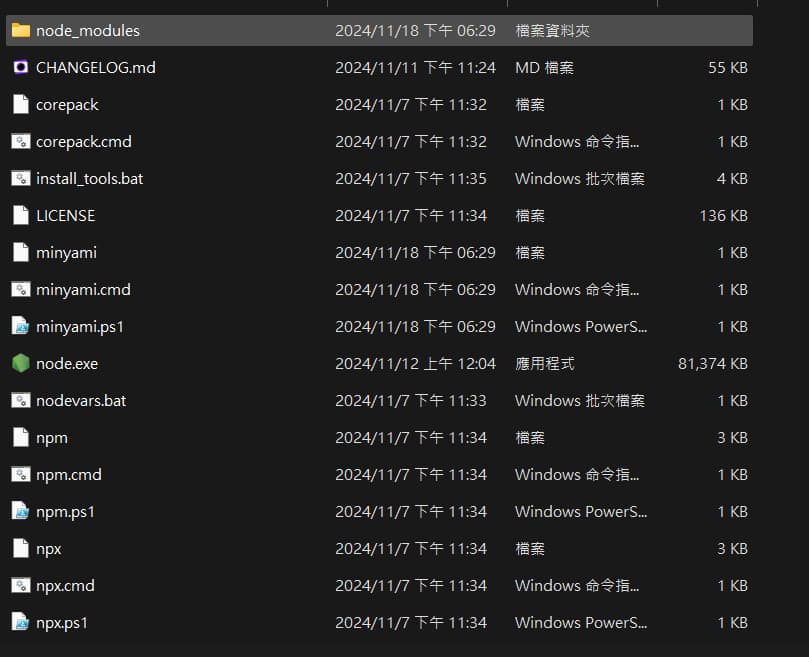 node_modules 2024/11/18 下午 06:29 檔案資料夾
CHANGELOG.md 2024/11/11 下午 11:24 MD 檔案 55 KB
corepack 2024/11/7 下午 11:32 檔案 1 KB
corepack.cmd 2024/11/7 下午 11:32 Windows 命令指... 1 KB
install_tools.bat 2024/11/7 下午 11:35 Windows 批次檔案 4 KB
LICENSE 2024/11/7 下午 11:34 檔案 136 KB
minyami 2024/11/18 下午 06:29 檔案 1 KB
minyami.cmd 2024/11/18 下午 06:29 Windows 命令指... 1 KB
minyami.ps1 2024/11/18 下午 06:29 Windows PowerS... 1 KB
node.exe 2024/11/12 上午 12:04 應用程式 81,374 KB
nodevars.bat 2024/11/7 下午 11:33 Windows 批次檔案 1 KB
npm 2024/11/7 下午 11:34 檔案 3 KB
npm.cmd 2024/11/7 下午 11:34 Windows 命令指... 1 KB
npm.ps1 2024/11/7 下午 11:34 Windows PowerS... 1 KB
npx 2024/11/7 下午 11:34 檔案 3 KB
npx.cmd 2024/11/7 下午 11:34 Windows 命令指... 1 KB
npx.ps1 2024/11/7 下午 11:34 Windows PowerS... 1 KB